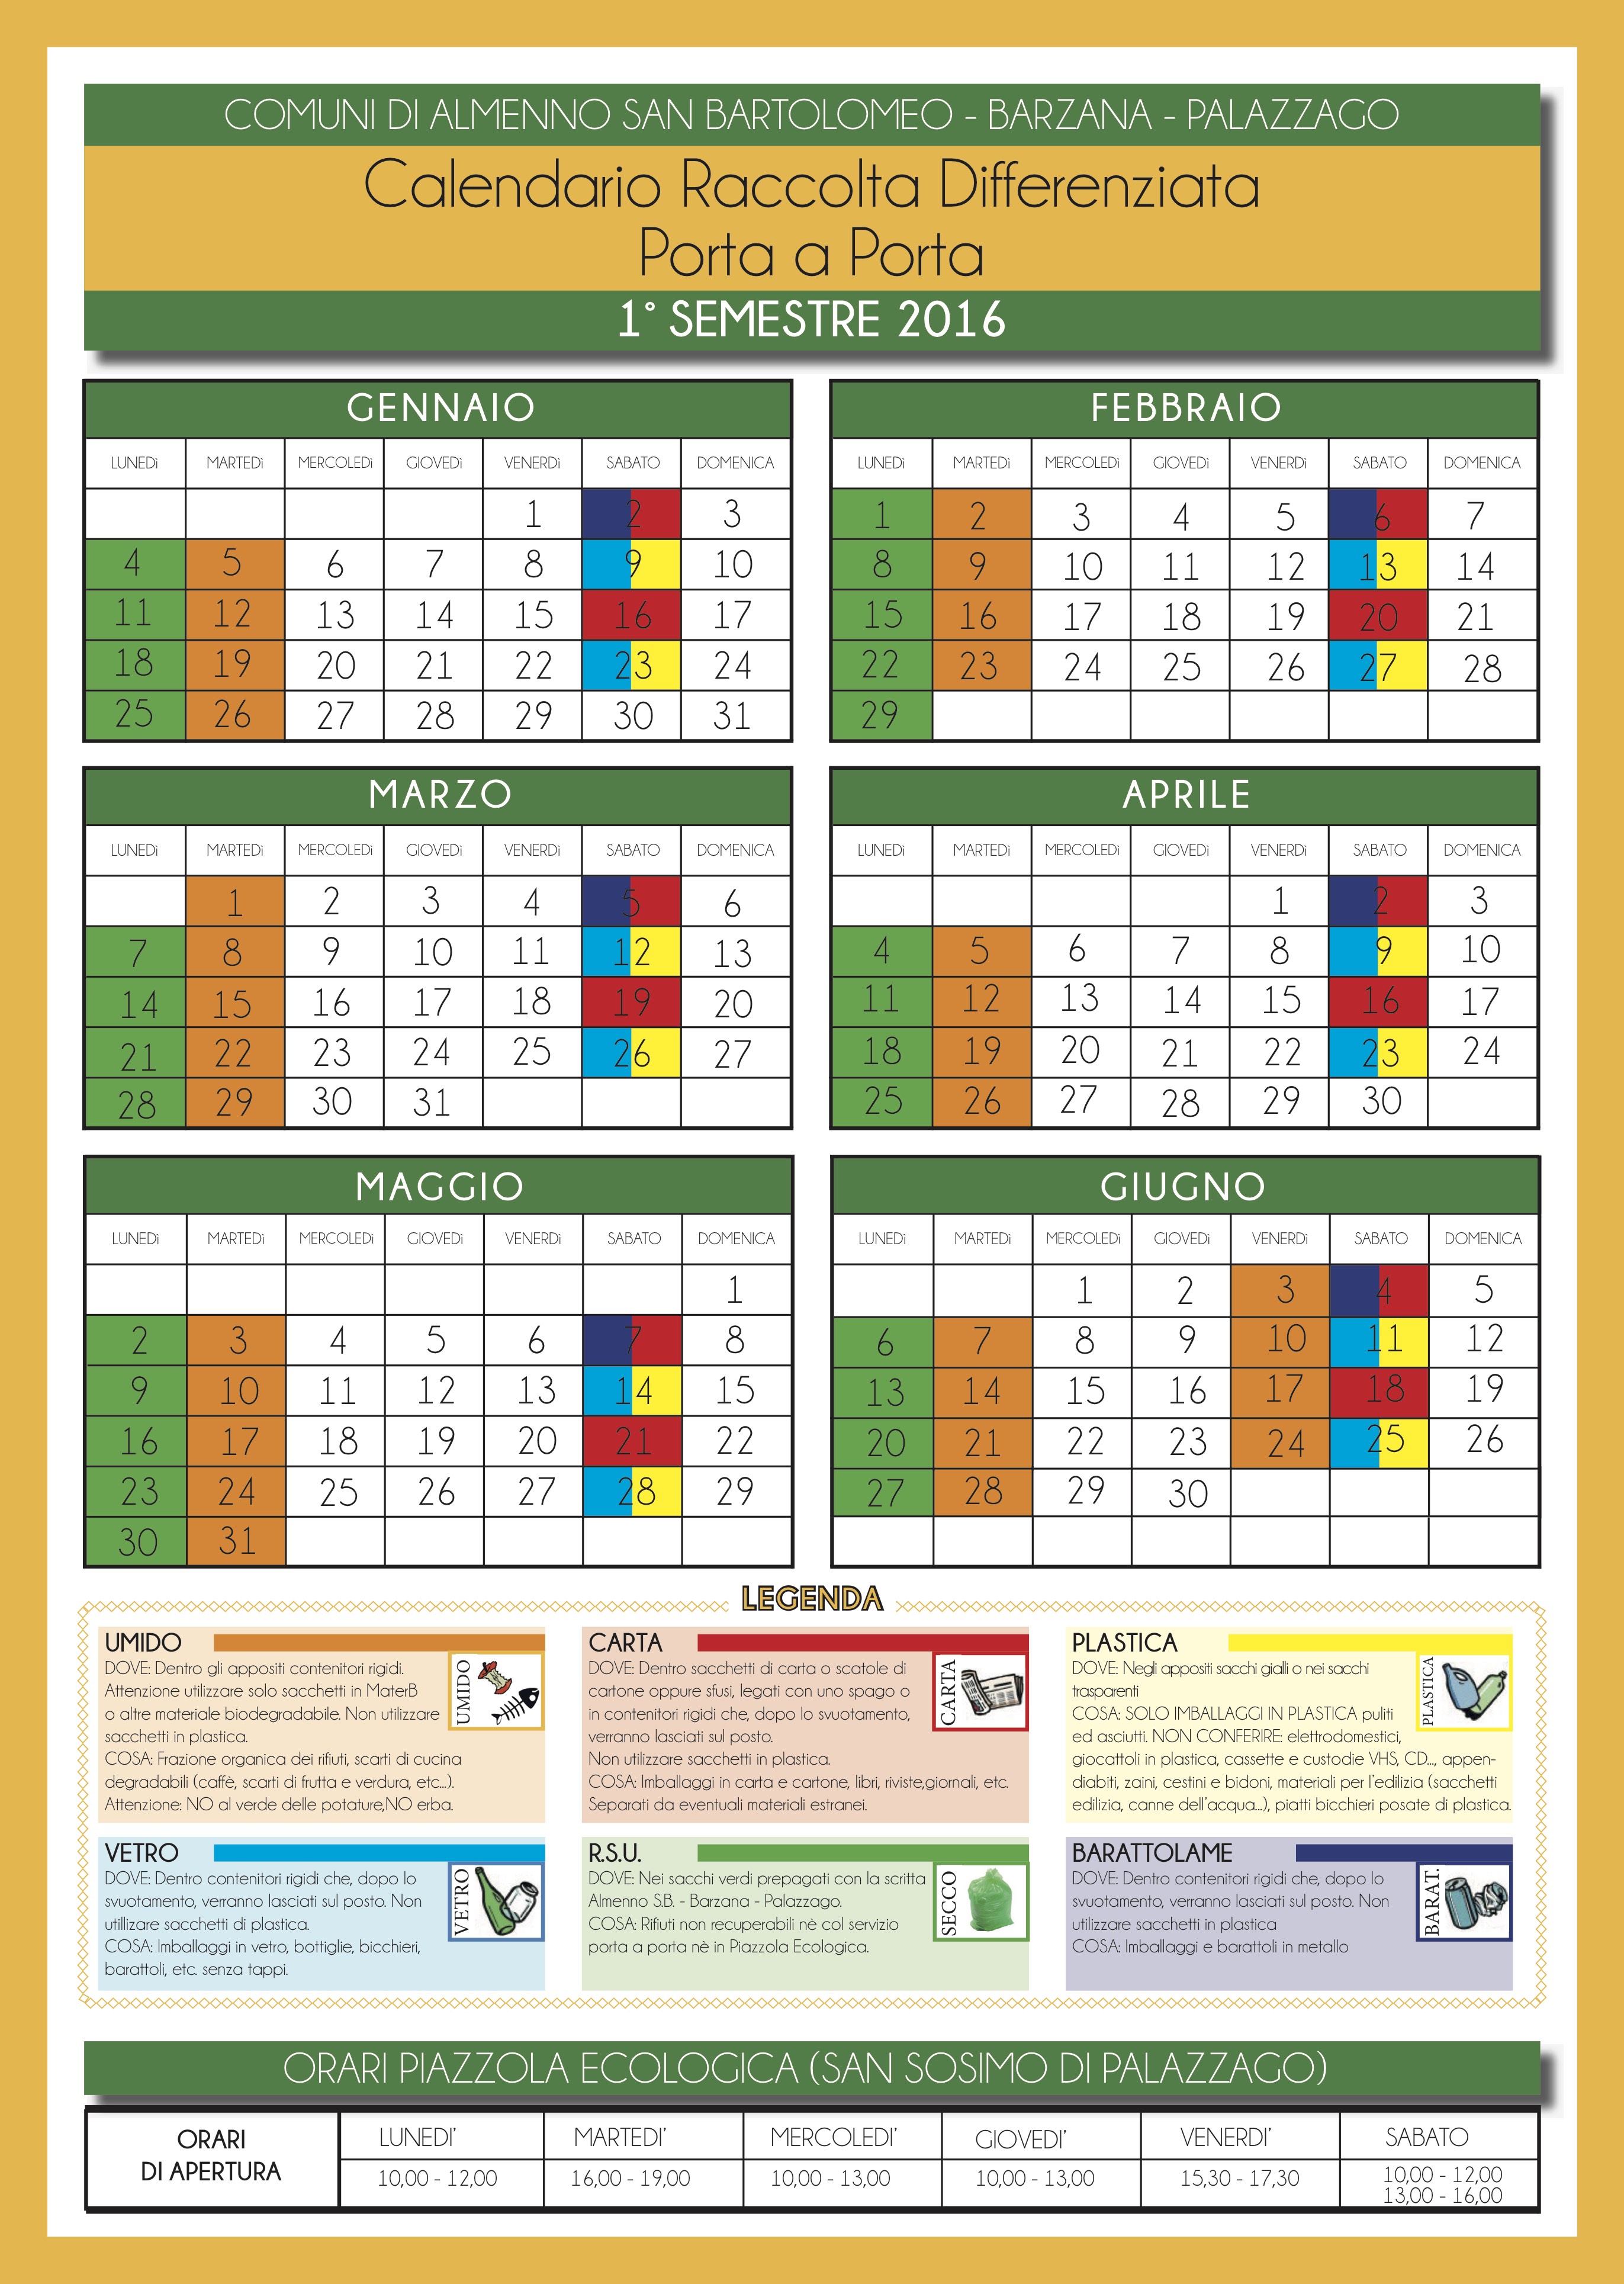 COMUNI DI ALMENNO SAN BARTOLOMEO - BARZANA - PALAZZAGO
Calendario Raccolta Differenziata
Porta a Porta
1° SEMESTRE 2016
GENNAIO
LUNEDì MARTEDì MERCOLEDì GIOVEDì VENERDì SABATO DOMENICA
1 2 3
4 5 6 7 8 9 10
11 12 13 14 15 16 17
18 19 20 21 22 23 24
25 26 27 28 29 30 31
FEBBRAIO
LUNEDì MARTEDì MERCOLEDì GIOVEDì VENERDì SABATO DOMENICA
1 2 3 4 5 6 7
8 9 10 11 12 13 14
15 16 17 18 19 20 21
22 23 24 25 26 27 28
29
MARZO
LUNEDì MARTEDì MERCOLEDì GIOVEDì VENERDì SABATO DOMENICA
1 2 3 4 5 6
7 8 9 10 11 12 13
14 15 16 17 18 19 20
21 22 23 24 25 26 27
28 29 30 31
APRILE
LUNEDì MARTEDì MERCOLEDì GIOVEDì VENERDì SABATO DOMENICA
1 2 3
4 5 6 7 8 9 10
11 12 13 14 15 16 17
18 19 20 21 22 23 24
25 26 27 28 29 30
MAGGIO
LUNEDì MARTEDì MERCOLEDì GIOVEDì VENERDì SABATO DOMENICA
1
2 3 4 5 6 7 8
9 10 11 12 13 14 15
16 17 18 19 20 21 22
23 24 25 26 27 28 29
30 31
GIUGNO
LUNEDì MARTEDì MERCOLEDì GIOVEDì VENERDì SABATO DOMENICA
1 2 3 4 5
6 7 8 9 10 11 12
13 14 15 16 17 18 19
20 21 22 23 24 25 26
27 28 29 30
LEGENDA
UMIDO
DOVE: Dentro gli appositi contenitori rigidi.
Attenzione utilizzare solo sacchetti in MaterB
o altre materiale biodegradabile. Non utilizzare
sacchetti in plastica.
COSA: Frazione organica dei rifiuti, scarti di cucina
degradabili (caffè, scarti di frutta e verdura, etc...).
Attenzione: NO al verde delle potature,NO erba.
UMIDO
CARTA
DOVE: Dentro sacchetti di carta o scatole di
cartone oppure sfusi, legati con uno spago o
in contenitori rigidi che, dopo lo svuotamento,
verranno lasciati sul posto.
Non utilizzare sacchetti in plastica.
COSA: Imballaggi in carta e cartone, libri, riviste,giornali, etc.
Separati da eventuali materiali estranei.
CARTA
PLASTICA
DOVE: Negli appositi sacchi gialli o nei sacchi
trasparenti
COSA: SOLO IMBALLAGGI IN PLASTICA puliti
ed asciutti. NON CONFERIRE: elettrodomestici,
giocattoli in plastica, cassette e custodie VHS, CD..., appen-
diabiti, zaini, cestini e bidoni, materiali per l'edilizia (sacchetti
edilizia, canne dell'acqua...), piatti bicchieri posate di plastica.
PLASTICA
VETRO
DOVE: Dentro contenitori rigidi che, dopo lo
svuotamento, verranno lasciati sul posto. Non
utilizzare sacchetti di plastica.
COSA: Imballaggi in vetro, bottiglie, bicchieri,
barattoli, etc. senza tappi.
VETRO
R.S.U.
DOVE: Nei sacchi verdi prepagati con la scritta
Almenno S.B. - Barzana - Palazzago.
COSA: Rifiuti non recuperabili nè col servizio
porta a porta nè in Piazzola Ecologica.
SECCO
BARATTOLAME
DOVE: Dentro contenitori rigidi che, dopo lo
svuotamento, verranno lasciati sul posto. Non
utilizzare sacchetti in plastica
COSA: Imballaggi e barattoli in metallo
BARAT.
ORARI PIAZZOLA ECOLOGICA (SAN SOSIMO DI PALAZZAGO)
ORARI
DI APERTURA
LUNEDI' MARTEDI' MERCOLEDI' GIOVEDI' VENERDI' SABATO
10,00 - 12,00 16,00 - 19,00 10,00 - 13,00 10,00 - 13,00 15,30 - 17,30 10,00 - 12,00
13,00 - 16,00